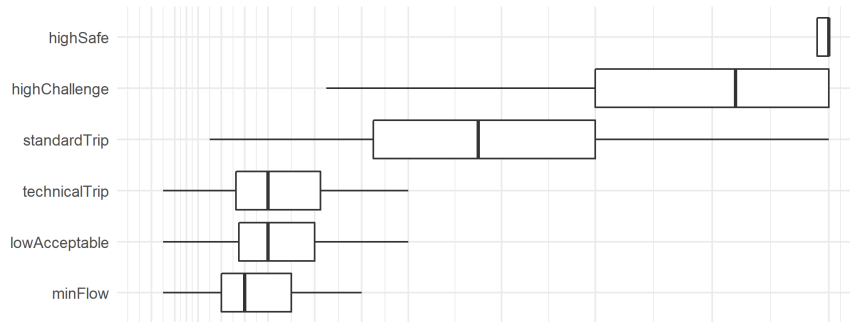 highSafe
highChallenge
standardTrip
technicalTrip
lowAcceptable
minFlow